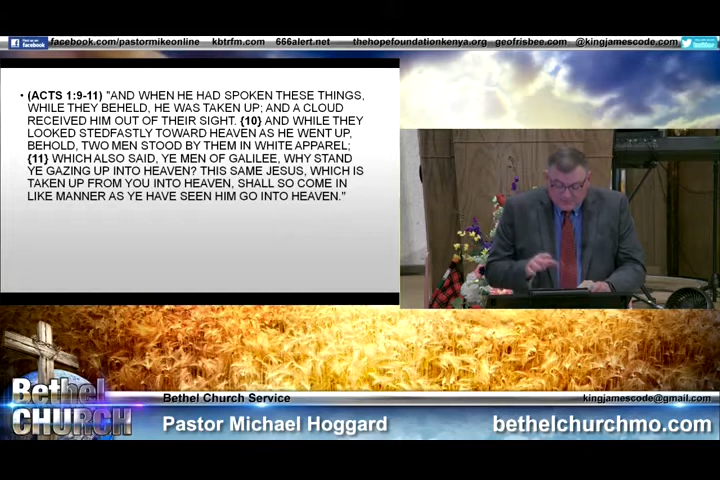 facebook.com/pastormikeonline kbtrfm.com 666alert.net thehopefoundationkenya.org geofrisbee.com @kingjamescode.com
• (ACTS 1:9-11) "AND WHEN HE HAD SPOKEN THESE THINGS,
WHILE THEY BEHELD, HE WAS TAKEN UP; AND A CLOUD
RECEIVED HIM OUT OF THEIR SIGHT. {10} AND WHILE THEY
LOOKED STEDFASTLY TOWARD HEAVEN AS HE WENT UP,
BEHOLD, TWO MEN STOOD BY THEM IN WHITE APPAREL;
{11} WHICH ALSO SAID, YE MEN OF GALILEE, WHY STAND
YE GAZING UP INTO HEAVEN? THIS SAME JESUS, WHICH IS
TAKEN UP FROM YOU INTO HEAVEN, SHALL SO COME IN
LIKE MANNER AS YE HAVE SEEN HIM GO INTO HEAVEN."
Bethel
CHURCH
Bethel Church Service kingjamescode@gmail.com
Pastor Michael Hoggard bethelchurchmo.com